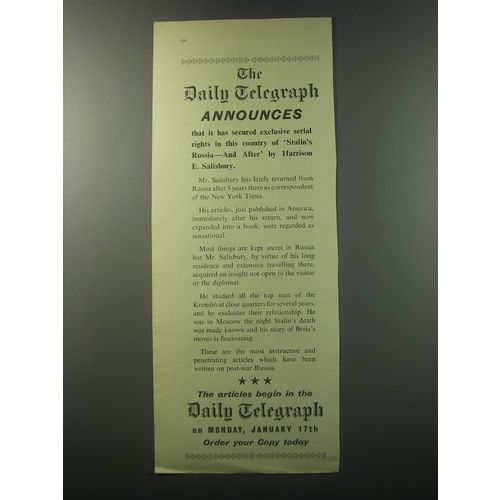 The
Daily Telegraph
ANNOUNCES
that it has secured exclusive serial
rights in this country of ‘Stalin’s
Russia—And After’ by Harrison
E. Salisbury.
Mr. Salisbury has lately returned from
Russia after 5 years there as correspondent
of the New York Times.
His articles, just published in America,
immediately after his return, and now
expanded into a book, were regarded as
sensational.
Most things are kept secret in Russia
but Mr. Salisbury, by virtue of his long
residence and extensive travelling there,
acquired an insight not open to the visitor
or the diplomat.
He studied all the top men of the
Kremlin at close quarters for several years,
and he evaluates their relationship. He
was in Moscow the night Stalin’s death
was made known and his story of Beria’s
moves is fascinating.
These are the most instructive and
penetrating articles which have been
written on post-war Russia.
★ ★ ★
The articles begin in the
Daily Telegraph
on MONDAY, JANUARY 17th
Order your Copy today